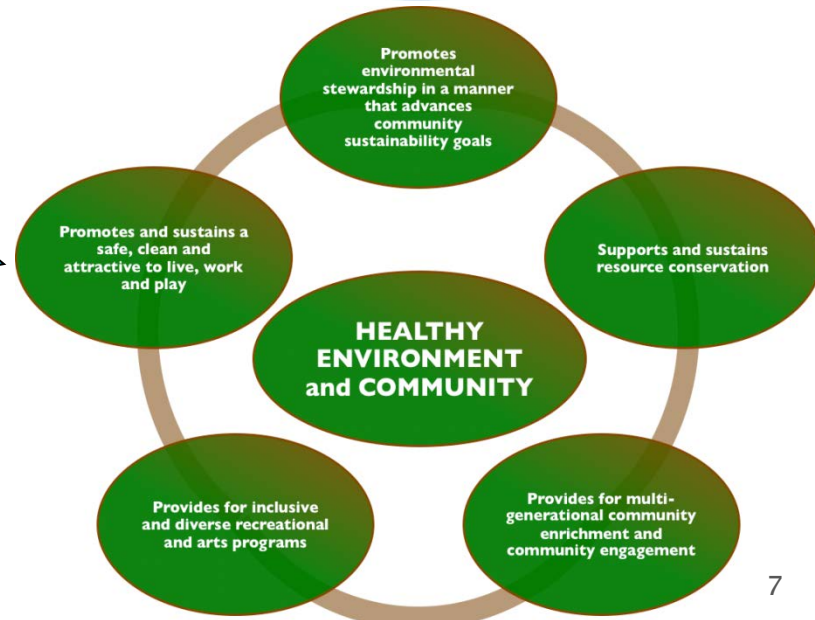 Promotes
environmental
stewardship in a manner
that advances
community
sustainability goals
Promotes and sustains a
safe, clean and
attractive to live, work
and play
Supports and sustains
resource conservation
HEALTHY
ENVIRONMENT
and COMMUNITY
Provides for inclusive
and diverse recreational
and arts programs
Provides for multi-
generational community
enrichment and
community engagement
7